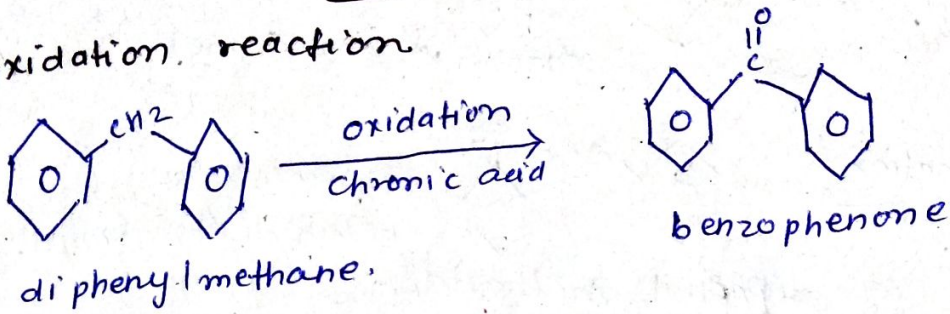 xidation. reaction
O
||
C
CH2
oxidation
chromic acid
benzophenone
diphenylmethane.